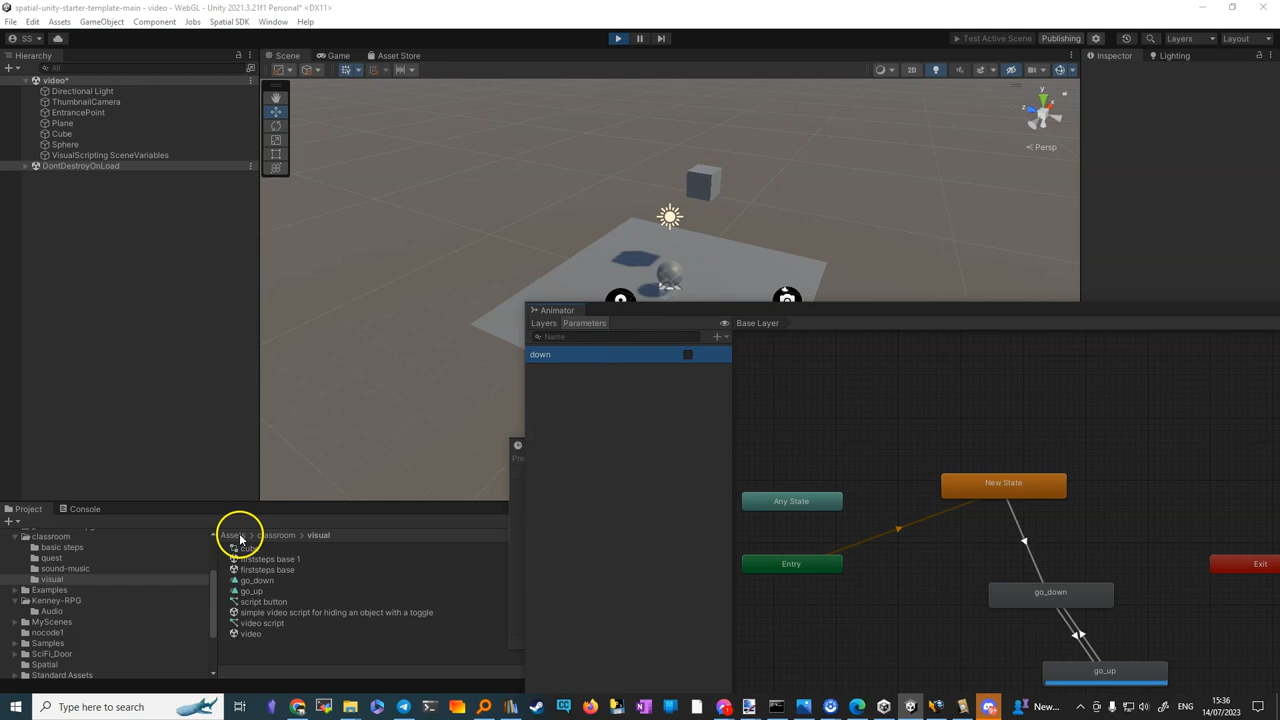 spatial-unity-starter-template-main - video - WebGL - Unity 2021.3.21f1 Personal* <DX11>
File Edit Assets GameObject Component Jobs Spatial SDK Window Help
SS Test Active Scene Publishing Layers Layout
Hierarchy Scene Game Asset Store Inspector Lighting
All 2D
video*
Directional Light
ThumbnailCamera
EntrancePoint
Plane
Cube
Sphere
VisualScripting SceneVariables
DontDestroyOnLoad
y
x
z
Persp
Animator
Layers Parameters Base Layer
Name
down
New State
Any State
Entry
Exit
go_down
go_up
Project Console
Assets > classroom > visual
classroom
basic steps
quest
sound-music
visual
Examples
Kenney-RPG
Audio
MyScenes
nocode1
Samples
SciFi_Door
Spatial
Standard Assets
firststeps base 1
firststeps base
go_down
go_up
script button
simple video script for hiding an object with a toggle
video script
video
Type here to search
New...
15:36
14/07/2023